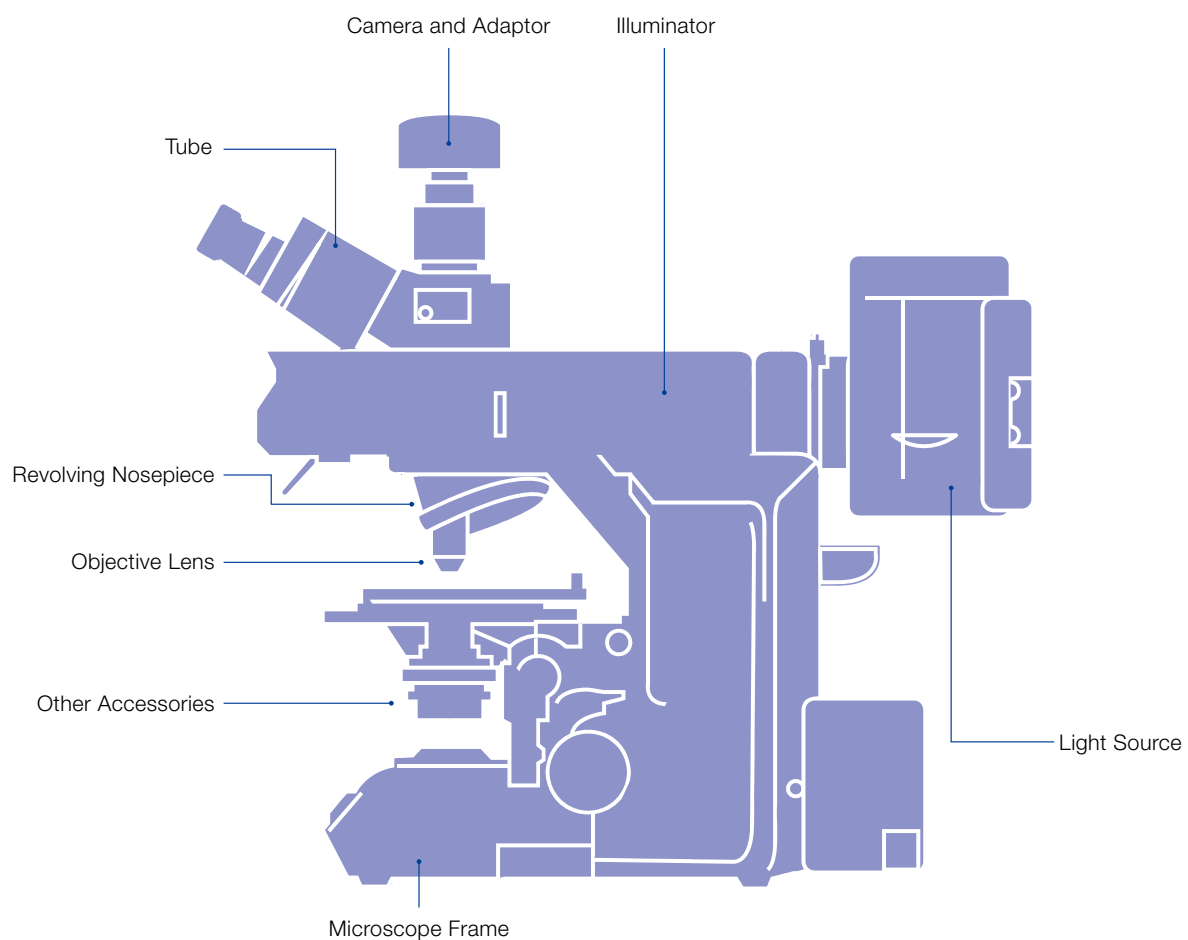 Camera and Adaptor
Illuminator
Tube
Revolving Nosepiece
Objective Lens
Other Accessories
Light Source
Microscope Frame